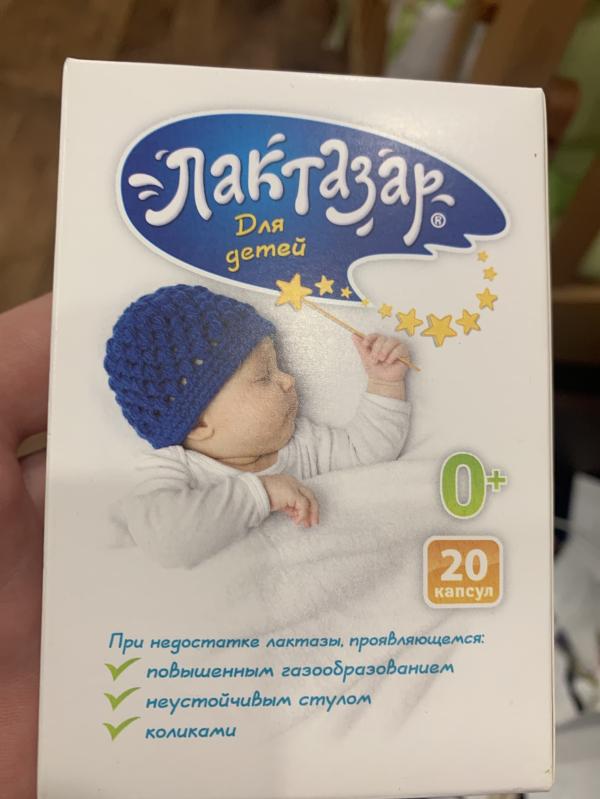 Лактазар®
Для
детей
0+
20
капсул
При недостатке лактазы, проявляющемся:
повышенным газообразованием
неустойчивым стулом
коликами